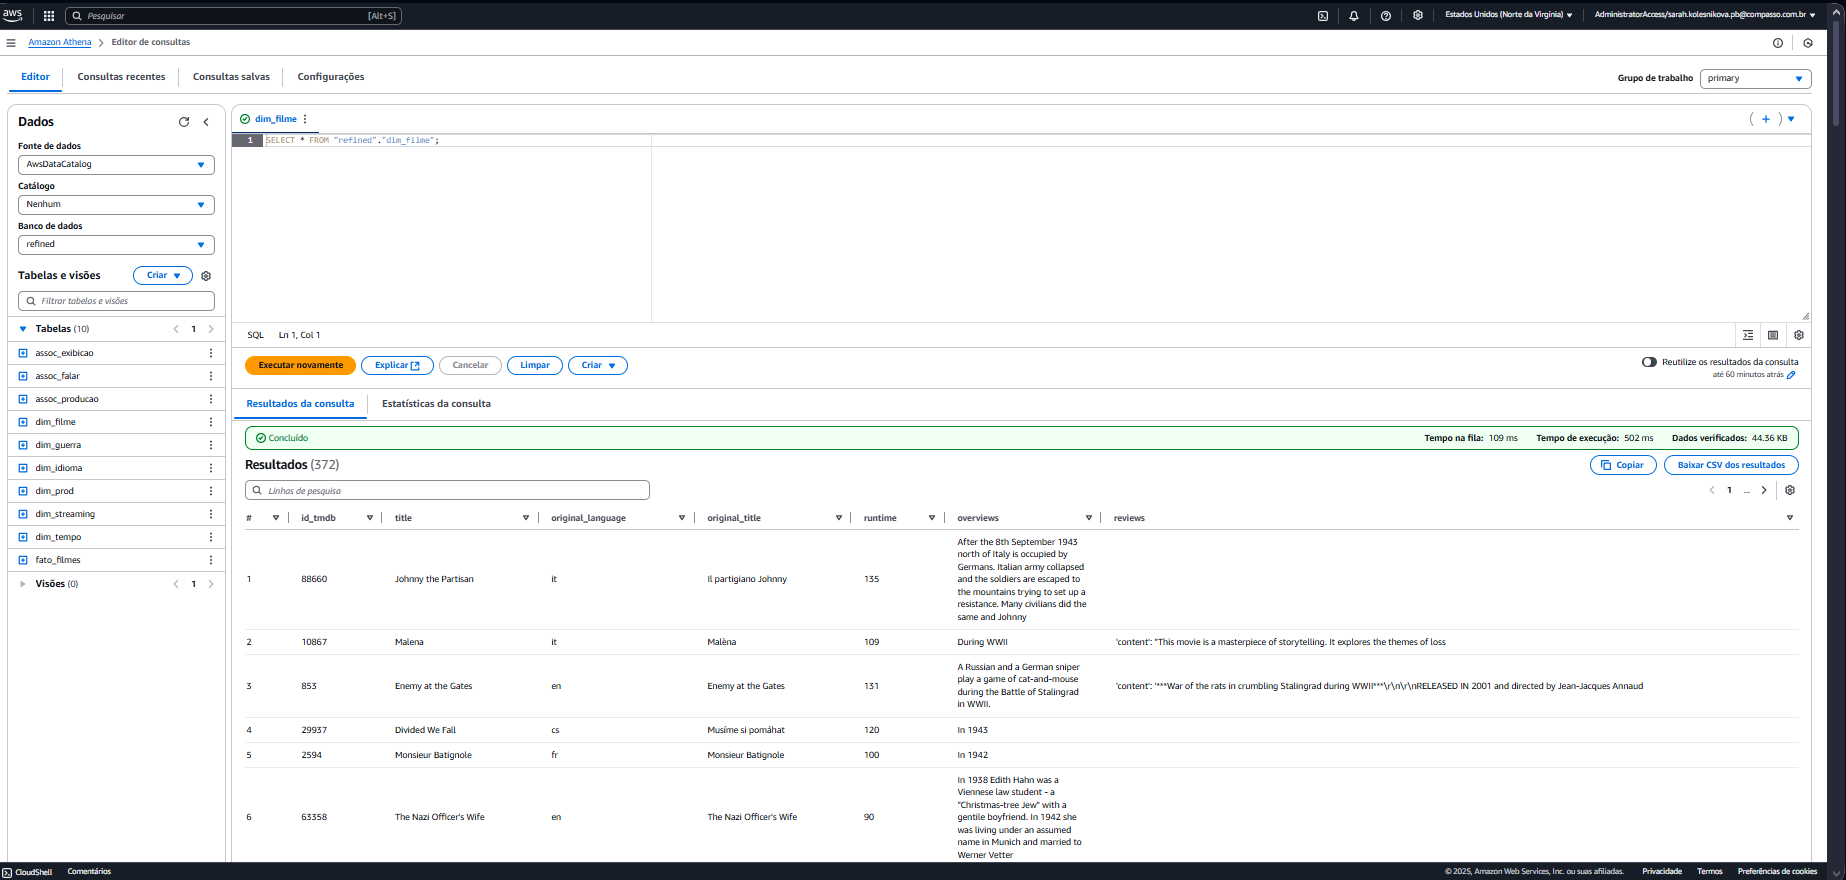 aws
Pesquisar
[Alt+S]
Estados Unidos (Norte da Virgínia)
AdministratorAccess/sarah.kolesnikova.pb@compasso.com.br
Amazon Athena
Editor de consultas
Editor
Consultas recentes
Consultas salvas
Configurações
Grupo de trabalho
primary
Dados
Fonte de dados
AwsDataCatalog
Catálogo
Nenhum
Banco de dados
refined
Tabelas e visões
Criar
Filtrar tabelas e visões
Tabelas (10)
1
assoc_exibicao
assoc_falar
assoc_producao
dim_filme
dim_guerra
dim_idioma
dim_prod
dim_streaming
dim_tempo
fato_filmes
Visões (0)
1
dim_filme
1 SELECT * FROM "refined"."dim_filme";
SQL Ln 1, Col 1
Executar novamente
Explicar
Cancelar
Limpar
Criar
Reutilize os resultados da consulta
até 60 minutos atrás
Resultados da consulta
Estatísticas da consulta
Concluído
Tempo na fila: 109 ms
Tempo de execução: 502 ms
Dados verificados: 44.36 KB
Resultados (372)
Copiar
Baixar CSV dos resultados
Linhas de pesquisa
1 ...
# id_tmdb title original_language original_title runtime overviews reviews
1 88660 Johnny the Partisan it Il partigiano Johnny 135
After the 8th September 1943
north of Italy is occupied by
Germans. Italian army collapsed
and the soldiers are escaped to
the mountains trying to set up a
resistance. Many civilians did the
same and Johnny
2 10867 Malena it Malèna 109 During WWII 'content': "This movie is a masterpiece of storytelling. It explores the themes of loss
3 853 Enemy at the Gates en Enemy at the Gates 131
A Russian and a German sniper
play a game of cat-and-mouse
during the Battle of Stalingrad
in WWII.
'content': '***War of the rats in crumbling Stalingrad during WWII***\r\n\r\nRELEASED IN 2001 and directed by Jean-Jacques Annaud
4 29937 Divided We Fall cs Musíme si pomáhat 120 In 1943
5 2594 Monsieur Batignole fr Monsieur Batignole 100 In 1942
6 63358 The Nazi Officer's Wife en The Nazi Officer's Wife 90
In 1938 Edith Hahn was a
Viennese law student - a
"Christmas-tree Jew" with a
gentile boyfriend. In 1942 she
was living under an assumed
name in Munich and married to
Werner Vetter
CloudShell
Comentários
© 2025, Amazon Web Services, Inc. ou suas afiliadas.
Privacidade
Termos
Preferências de cookies